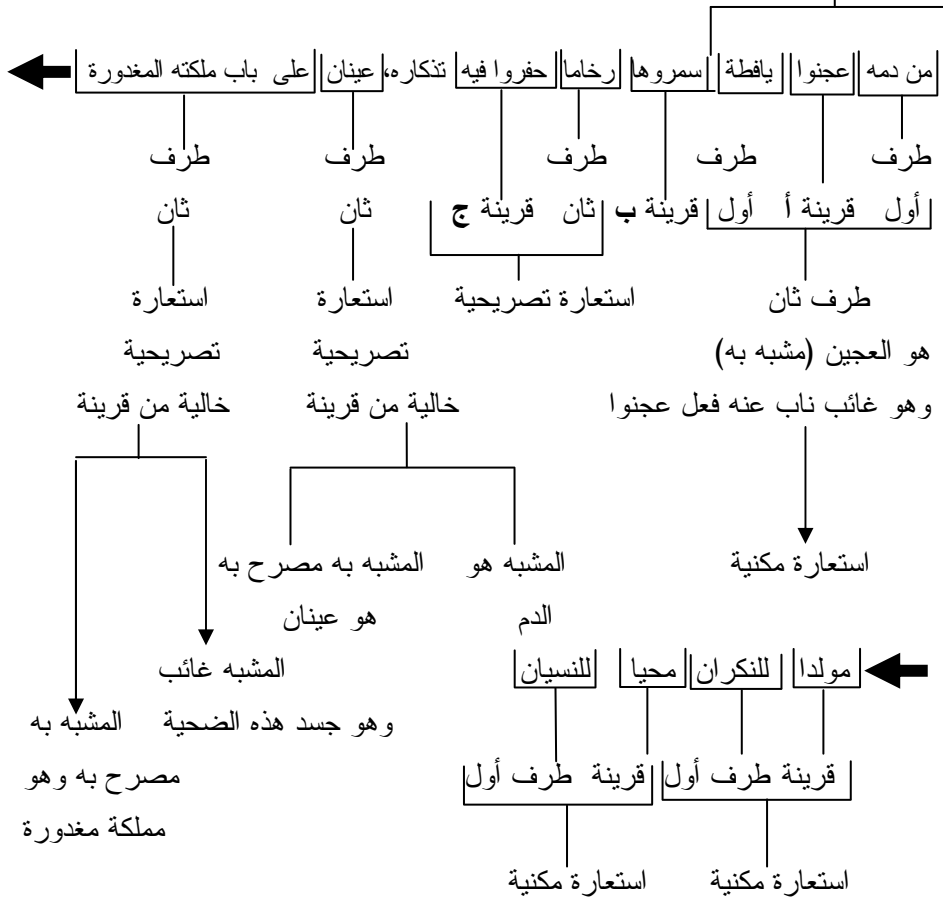 من دمه عجنوا يافطة سمروها رخاما حفروا فيه تذكاره، عينان على باب ملكته المغدورة
طرف طرف طرف طرف طرف
أول قرينة أ أول قرينة ب ثان قرينة ج ثان ثان
طرف ثان استعارة تصريحية استعارة استعارة
هو العجين (مشبه به) تصريحية تصريحية
وهو غائب ناب عنه فعل عجنوا خالية من قرينة خالية من قرينة
استعارة مكنية المشبه هو المشبه به مصرح به
الدم هو عينان
مولدا للنكران محيا للنسيان المشبه غائب
وهو جسد هذه الضحية المشبه به
قرينة طرف أول قرينة طرف أول مصرح به وهو
مملكة مغدورة
استعارة مكنية استعارة مكنية